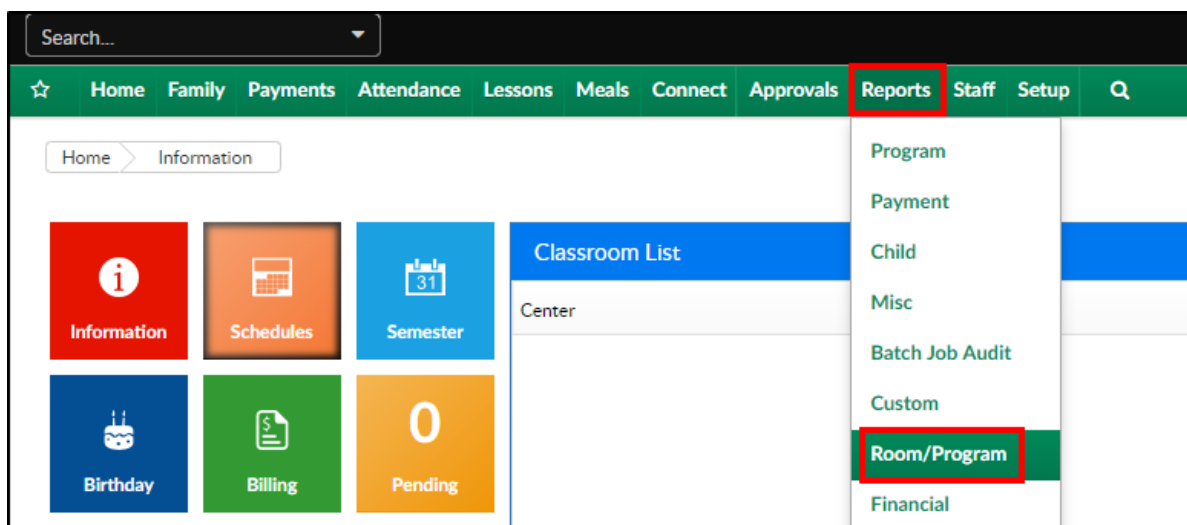 Search...
Home Family Payments Attendance Lessons Meals Connect Approvals Reports Staff Setup
Home Information
Program
Payment
Child
Misc
Batch Job Audit
Custom
Room/Program
Financial
Information
Schedules
31
Semester
Classroom List
Center
Birthday
$
Billing
0
Pending